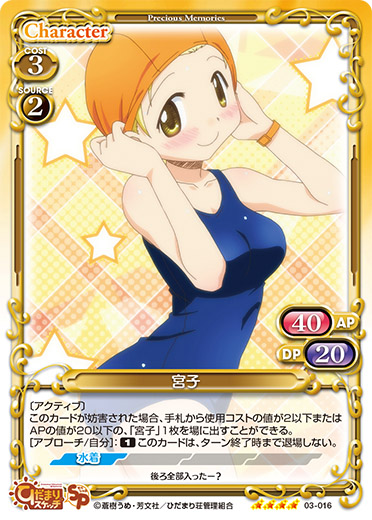 Precious Memories
Character
COST
3
SOURCE
2
40 AP
DP 20
宮子
[アクティブ]
このカードが妨害された場合、手札から使用コストの値が2以下または
APの値が20以下の、「宮子」1枚を場に出すことができる。
[アプローチ/自分]:1このカードは、ターン終了時まで退場しない。
水着
後ろ全部入ったー?
ひだまり
スケッチ
SP
©蒼樹うめ・芳文社/ひだまり荘管理組合
★★★★ 03-016